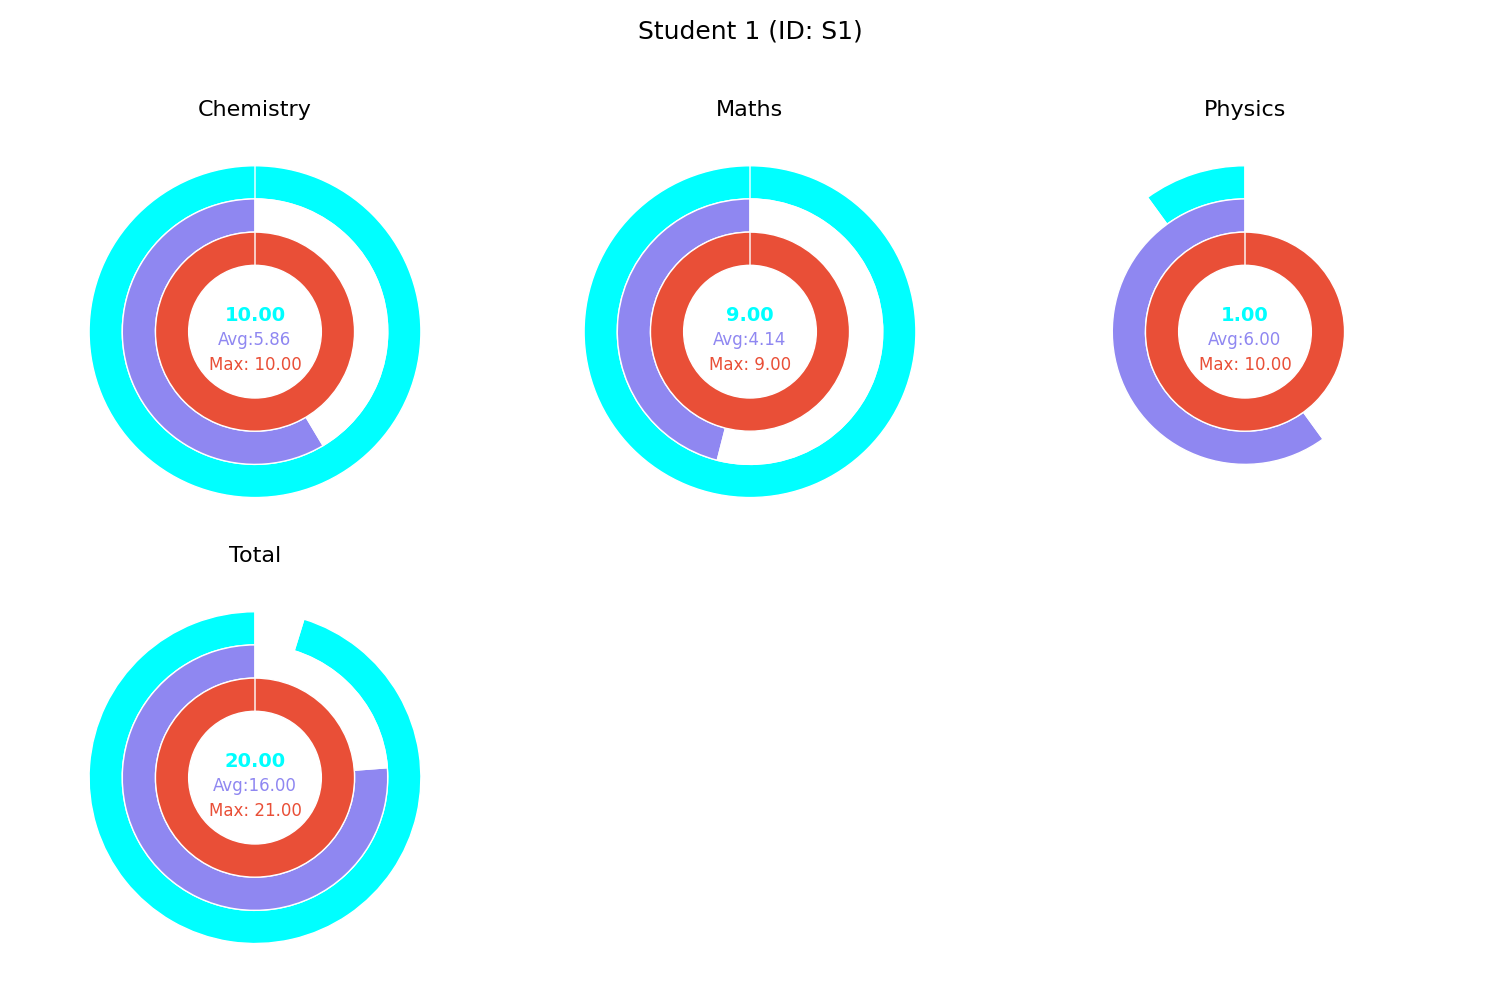 Student 1 (ID: S1)
Chemistry
10.00
Avg:5.86
Max: 10.00
Maths
9.00
Avg:4.14
Max: 9.00
Physics
1.00
Avg:6.00
Max: 10.00
Total
20.00
Avg:16.00
Max: 21.00